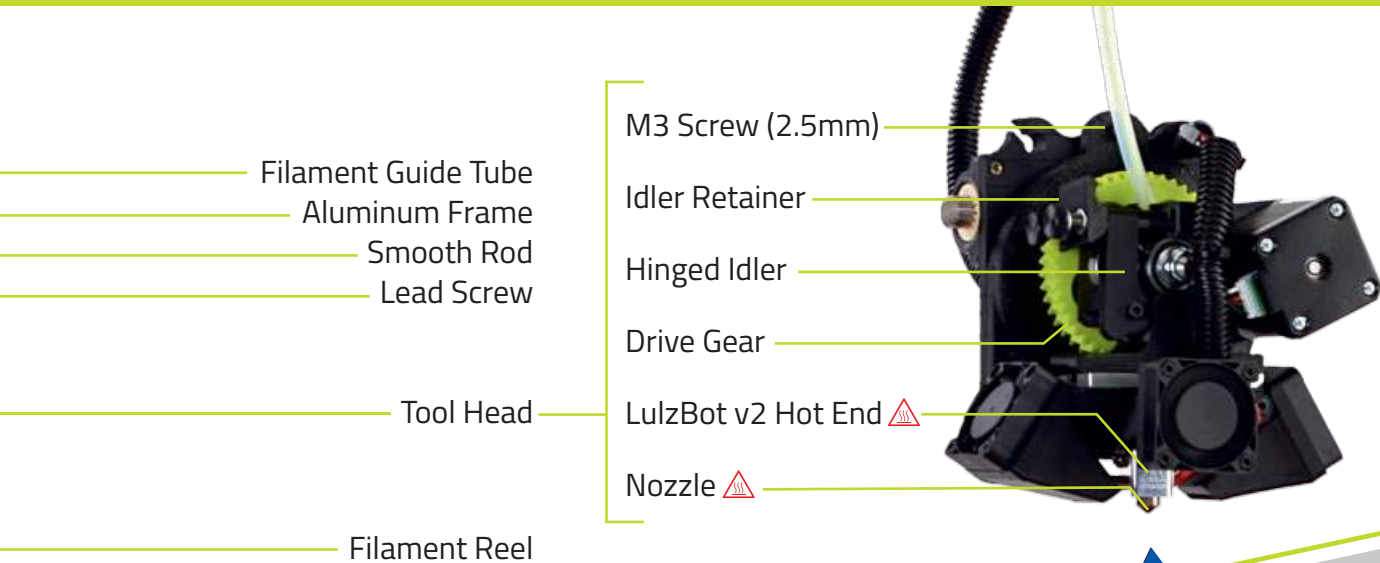 Filament Guide Tube
Aluminum Frame
Smooth Rod
Lead Screw
Tool Head
Filament Reel
M3 Screw (2.5mm)
Idler Retainer
Hinged Idler
Drive Gear
LulzBot v2 Hot End
Nozzle